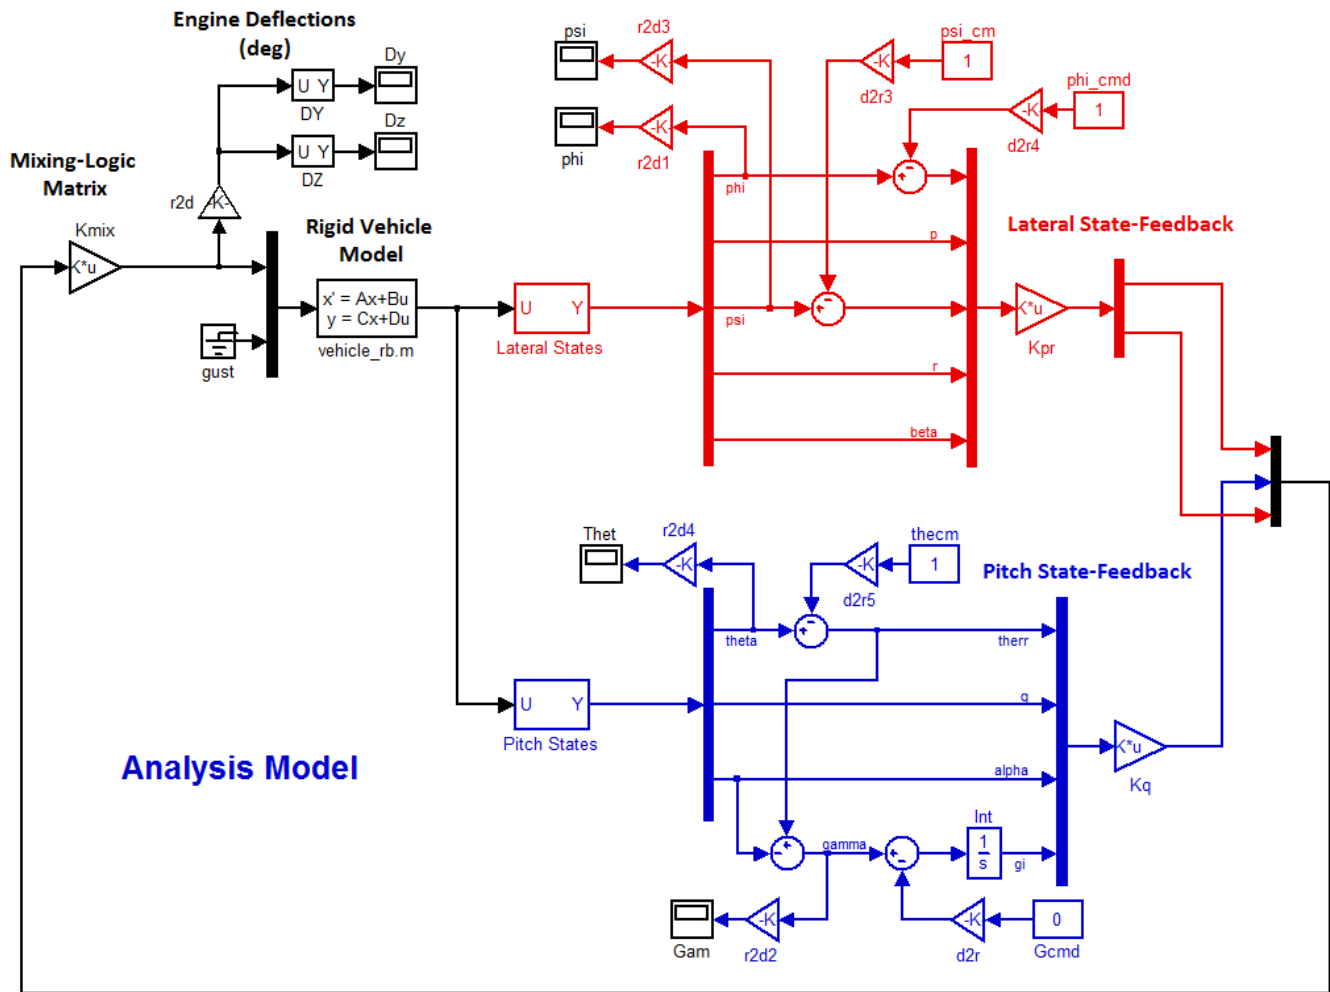 Engine Deflections
(deg)
Dy
U Y
DY
Dz
U Y
DZ
Mixing-Logic
Matrix
r2d
-K-
Kmix
K*u
Rigid Vehicle
Model
x' = Ax+Bu
y = Cx+Du
vehicle_rb.m
gust
psi
r2d3
-K-
phi
r2d1
-K-
psi_cm
1
-K
d2r3
phi_cmd
1
-K
d2r4
U Y
Lateral States
phi
p
psi
r
beta
+
-
+
-
Lateral State-Feedback
K*u
Kpr
Thet
r2d4
-K
thecm
1
-K
d2r5
Pitch State-Feedback
theta
+
-
therr
U Y
Pitch States
q
alpha
K*u
Kq
Analysis Model
-
+
gamma
+
-
Int
1
s
gi
Gam
-K
r2d2
-K
d2r
0
Gcmd